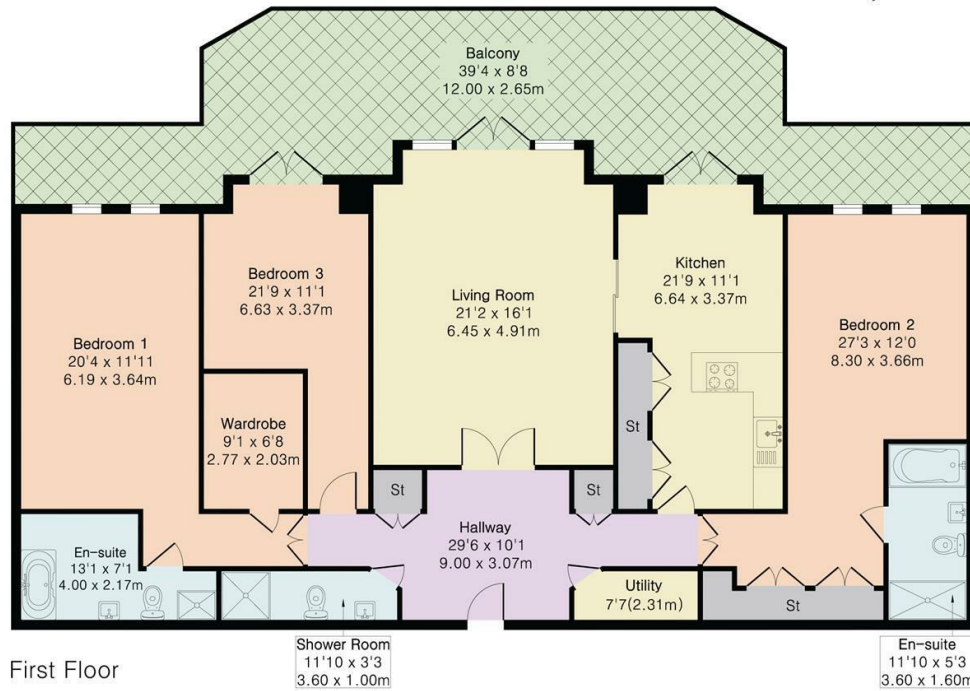 Balcony
39'4 x 8'8
12.00 x 2.65m
Bedroom 3
21'9 x 11'1
6.63 x 3.37m
Kitchen
21'9 x 11'1
6.64 x 3.37m
Living Room
21'2 x 16'1
6.45 x 4.91m
Bedroom 1
20'4 x 11'11
6.19 x 3.64m
Bedroom 2
27'3 x 12'0
8.30 x 3.66m
Wardrobe
9'1 x 6'8
2.77 x 2.03m
St
St
St
Hallway
29'6 x 10'1
9.00 x 3.07m
En-suite
13'1 x 7'1
4.00 x 2.17m
Utility
7'7(2.31m)
St
First Floor
Shower Room
11'10 x 3'3
3.60 x 1.00m
En-suite
11'10 x 5'3
3.60 x 1.60m